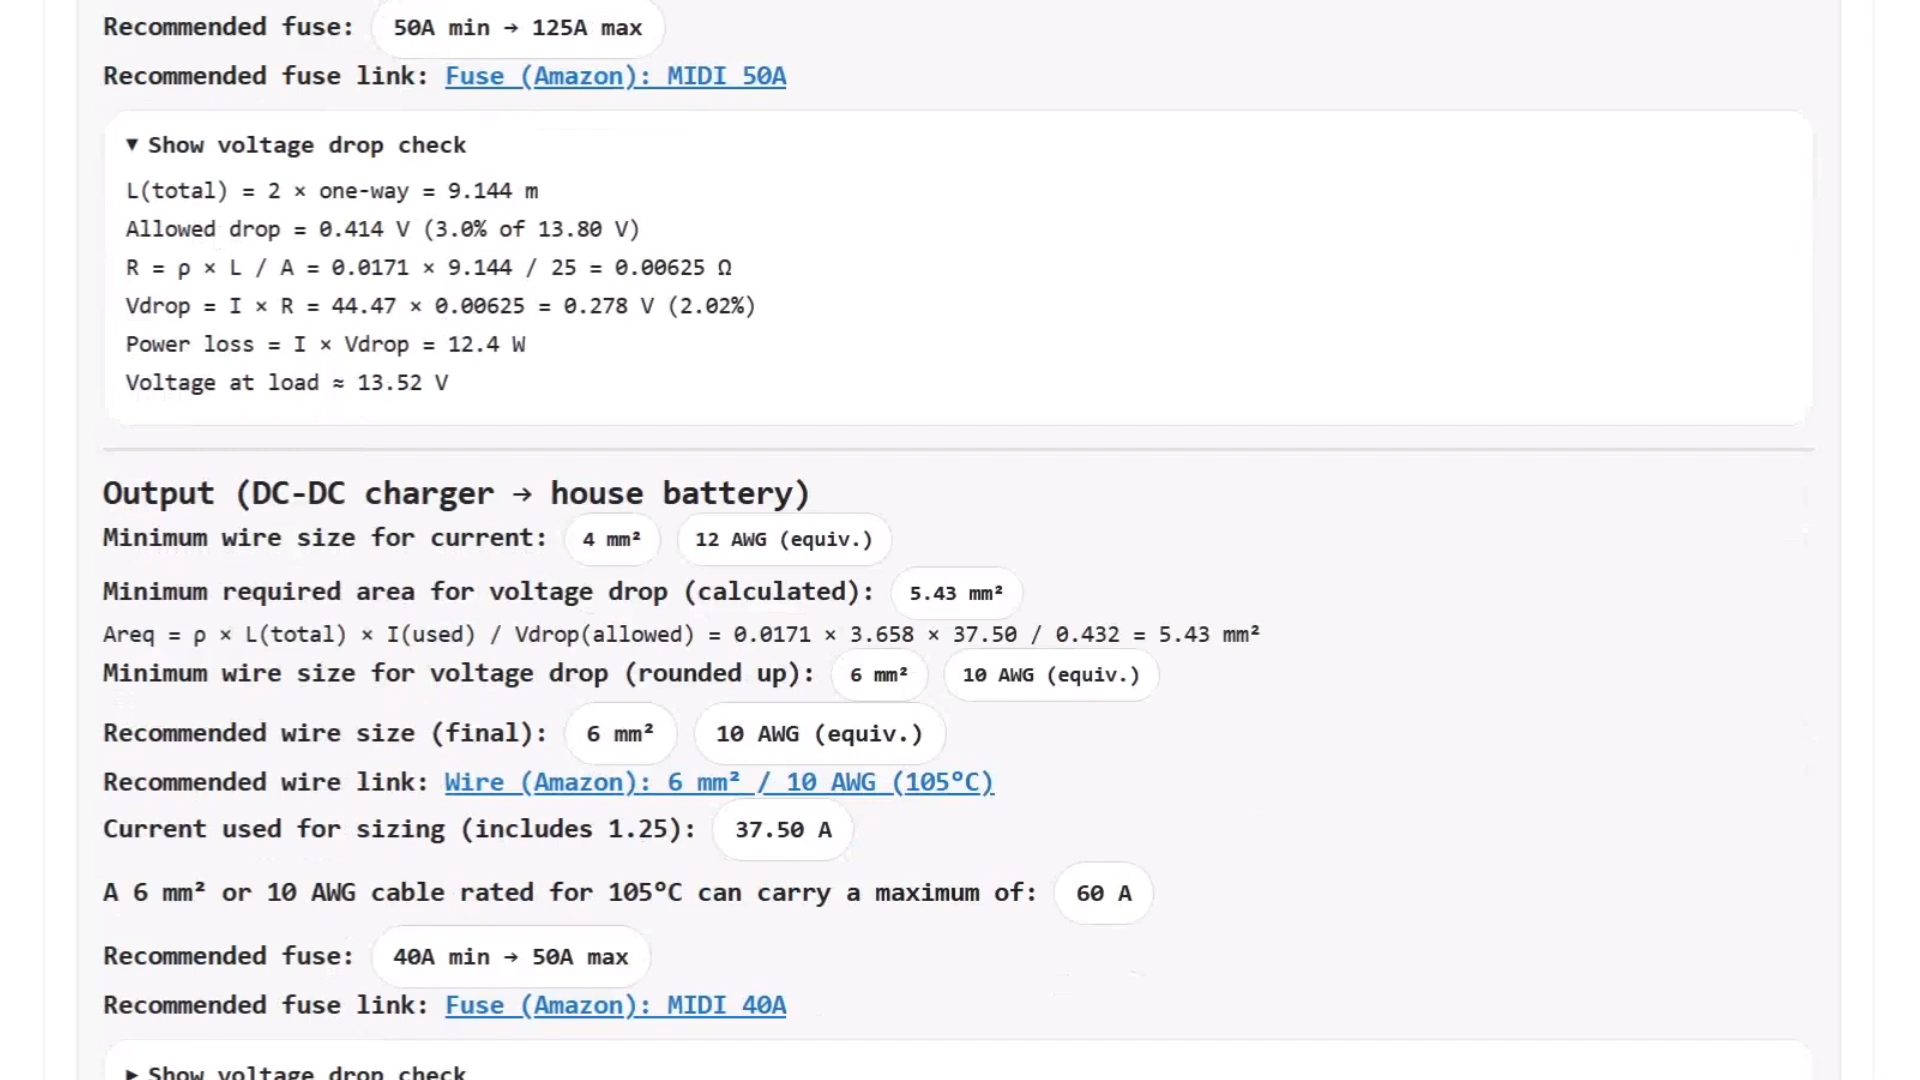 Recommended fuse: 50A min → 125A max
Recommended fuse link: Fuse (Amazon): MIDI 50A
▼ Show voltage drop check
L(total) = 2 × one-way = 9.144 m
Allowed drop = 0.414 V (3.0% of 13.80 V)
R = ρ × L / A = 0.0171 × 9.144 / 25 = 0.00625 Ω
Vdrop = I × R = 44.47 × 0.00625 = 0.278 V (2.02%)
Power loss = I × Vdrop = 12.4 W
Voltage at load ≈ 13.52 V
Output (DC-DC charger → house battery)
Minimum wire size for current: 4 mm² 12 AWG (equiv.)
Minimum required area for voltage drop (calculated): 5.43 mm²
Areq = ρ × L(total) × I(used) / Vdrop(allowed) = 0.0171 × 3.658 × 37.50 / 0.432 = 5.43 mm²
Minimum wire size for voltage drop (rounded up): 6 mm² 10 AWG (equiv.)
Recommended wire size (final): 6 mm² 10 AWG (equiv.)
Recommended wire link: Wire (Amazon): 6 mm² / 10 AWG (105°C)
Current used for sizing (includes 1.25): 37.50 A
A 6 mm² or 10 AWG cable rated for 105°C can carry a maximum of: 60 A
Recommended fuse: 40A min → 50A max
Recommended fuse link: Fuse (Amazon): MIDI 40A
► Show voltage drop check